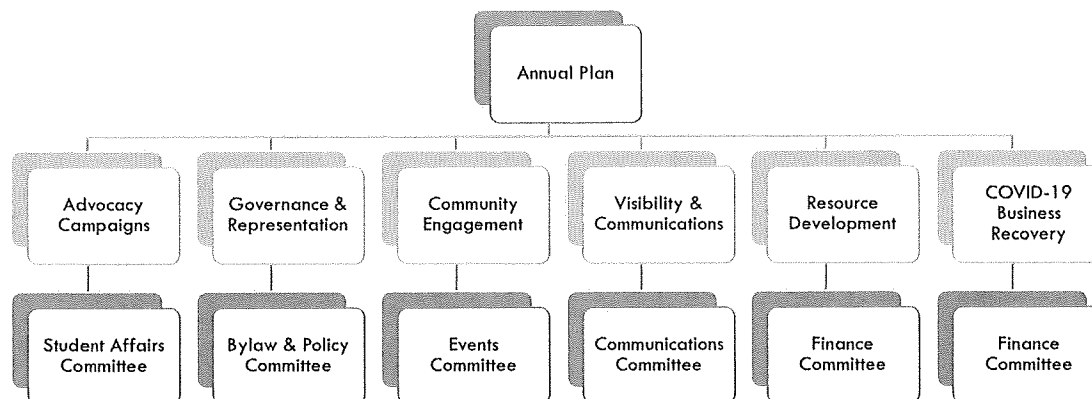 Annual Plan
Advocacy
Campaigns
Governance &
Representation
Community
Engagement
Visibility &
Communications
Resource
Development
COVID-19
Business
Recovery
Student Affairs
Committee
Bylaw & Policy
Committee
Events
Committee
Communications
Committee
Finance
Committee
Finance
Committee